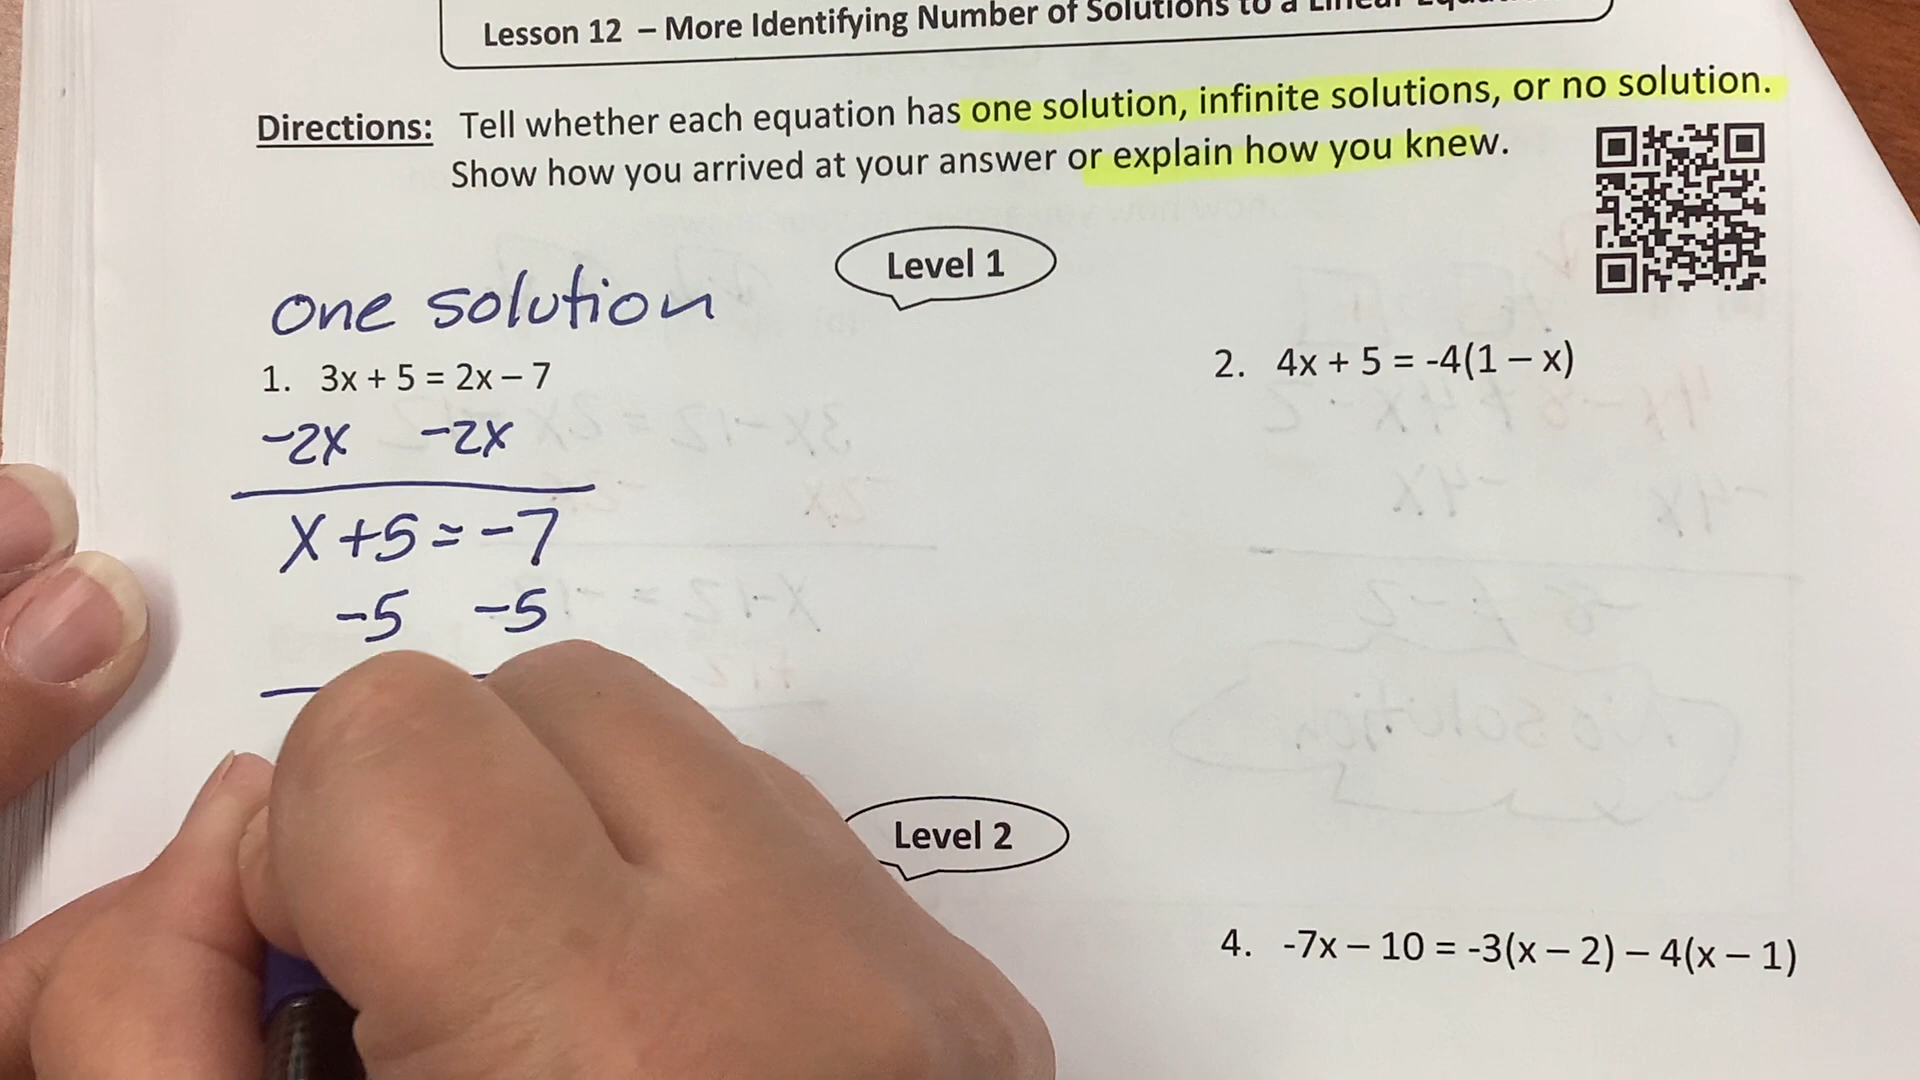 Lesson 12 – More Identifying Number of Solutions to a Linear
Directions: Tell whether each equation has one solution, infinite solutions, or no solution.
Show how you arrived at your answer or explain how you knew.
Level 1
one solution
1. 3x + 5 = 2x – 7
-2x -2x
x +5 = -7
-5 -5
2. 4x + 5 = -4(1 – x)
Level 2
4. -7x – 10 = -3(x – 2) – 4(x – 1)